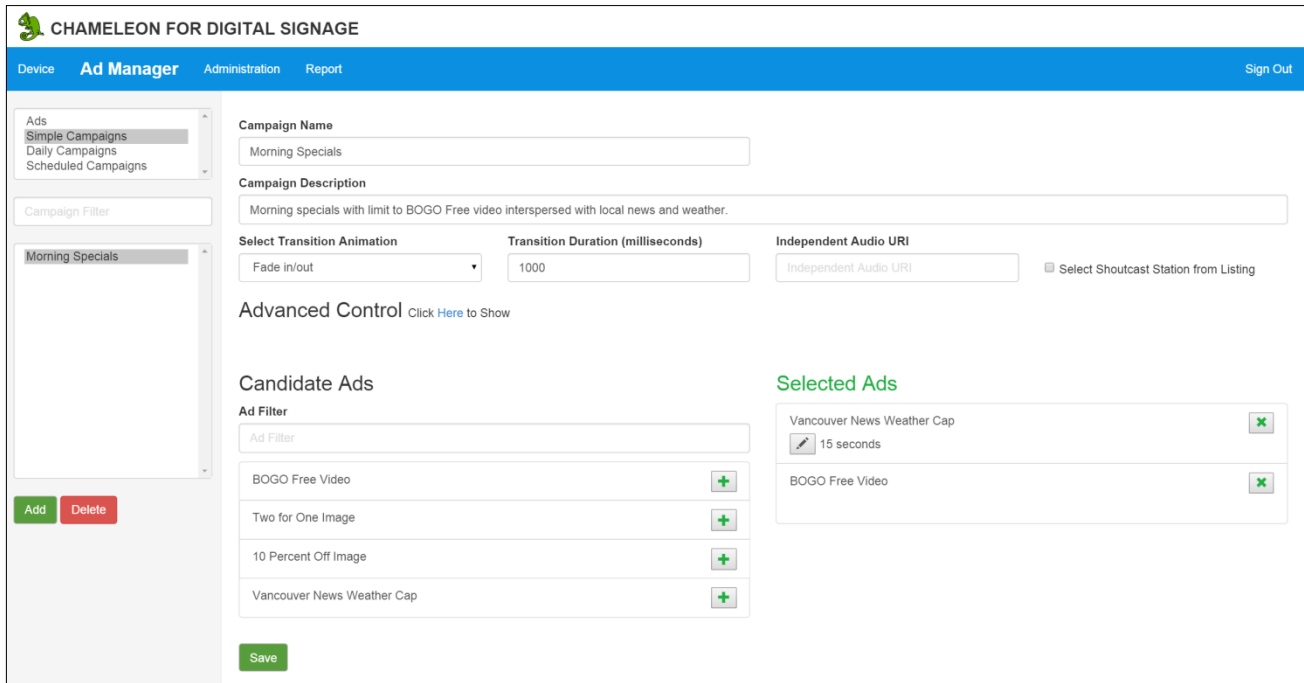 CHAMELEON FOR DIGITAL SIGNAGE
Device Ad Manager Administration Report Sign Out
Ads
Simple Campaigns
Daily Campaigns
Scheduled Campaigns
Campaign Filter
Morning Specials
Add Delete
Campaign Name
Morning Specials
Campaign Description
Morning specials with limit to BOGO Free video interspersed with local news and weather.
Select Transition Animation Transition Duration (milliseconds) Independent Audio URI
Fade in/out 1000 Independent Audio URI Select Shoutcast Station from Listing
Advanced Control Click Here to Show
Candidate Ads
Ad Filter
Ad Filter
BOGO Free Video
Two for One Image
10 Percent Off Image
Vancouver News Weather Cap
Save
Selected Ads
Vancouver News Weather Cap
15 seconds
BOGO Free Video